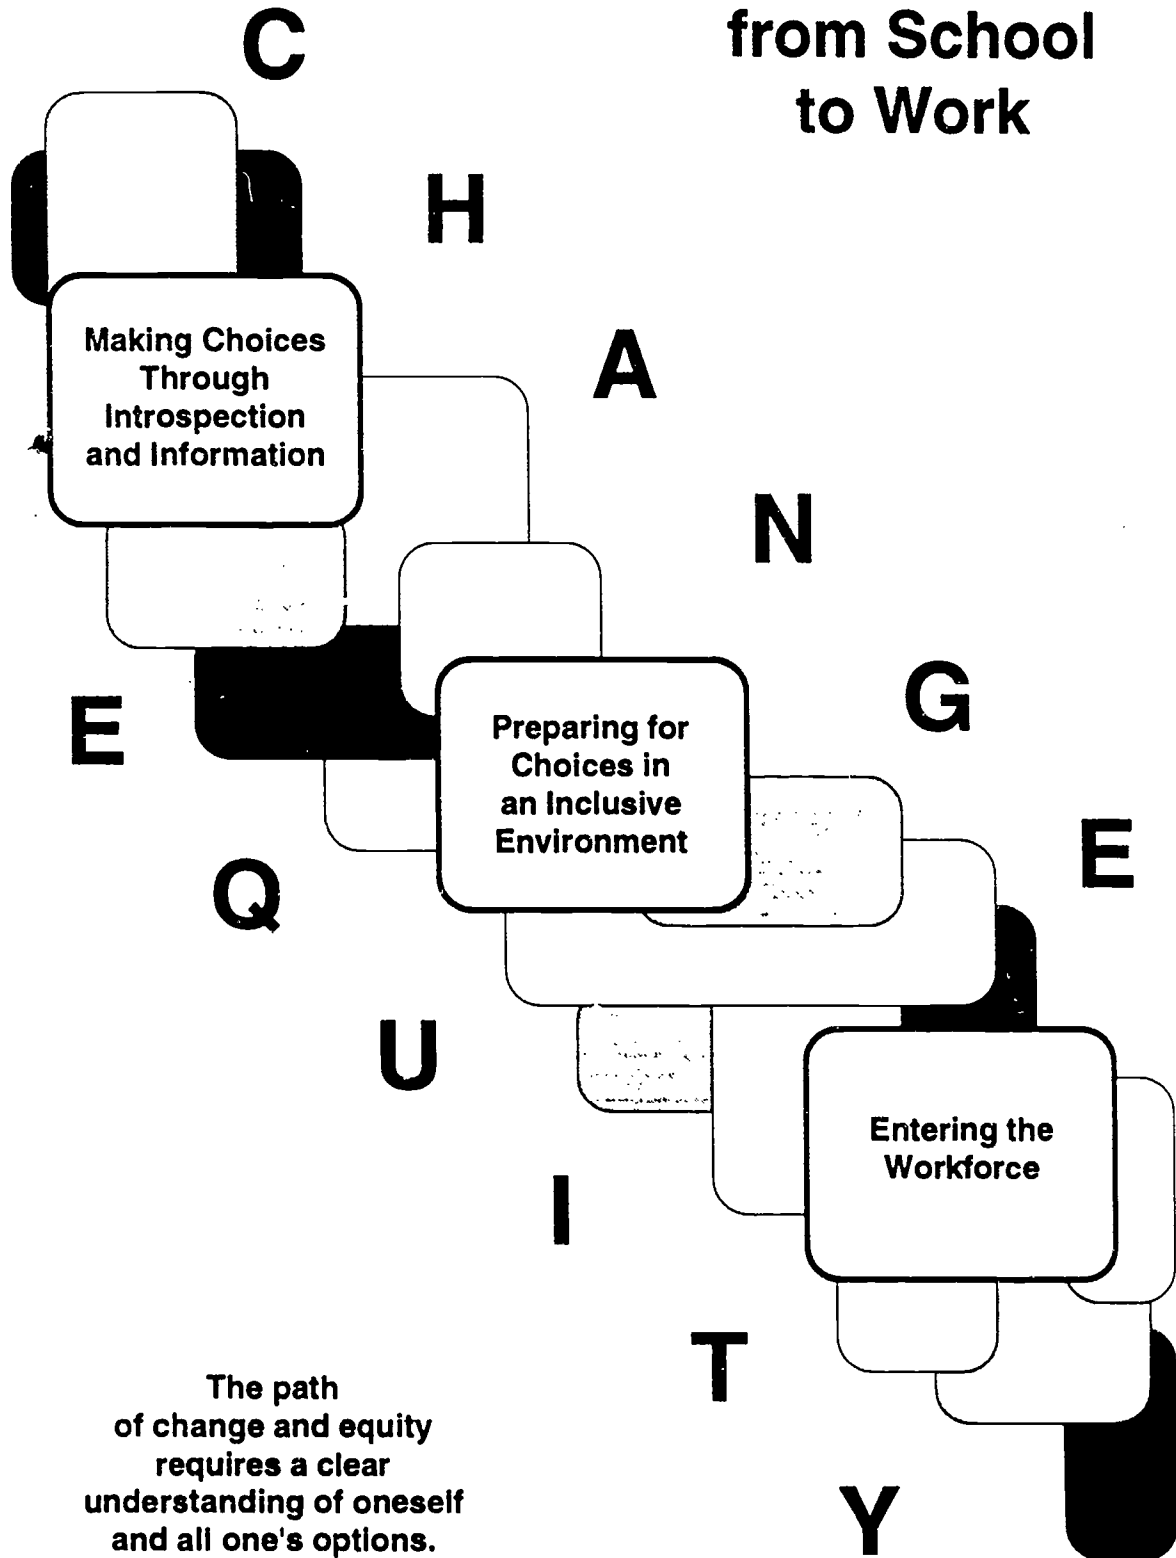 from School
to Work
C
H
A
N
G
E
Making Choices
Through
Introspection
and Information
Preparing for
Choices in
an Inclusive
Environment
Entering the
Workforce
E
Q
U
I
T
Y
The path
of change and equity
requires a clear
understanding of oneself
and all one's options.